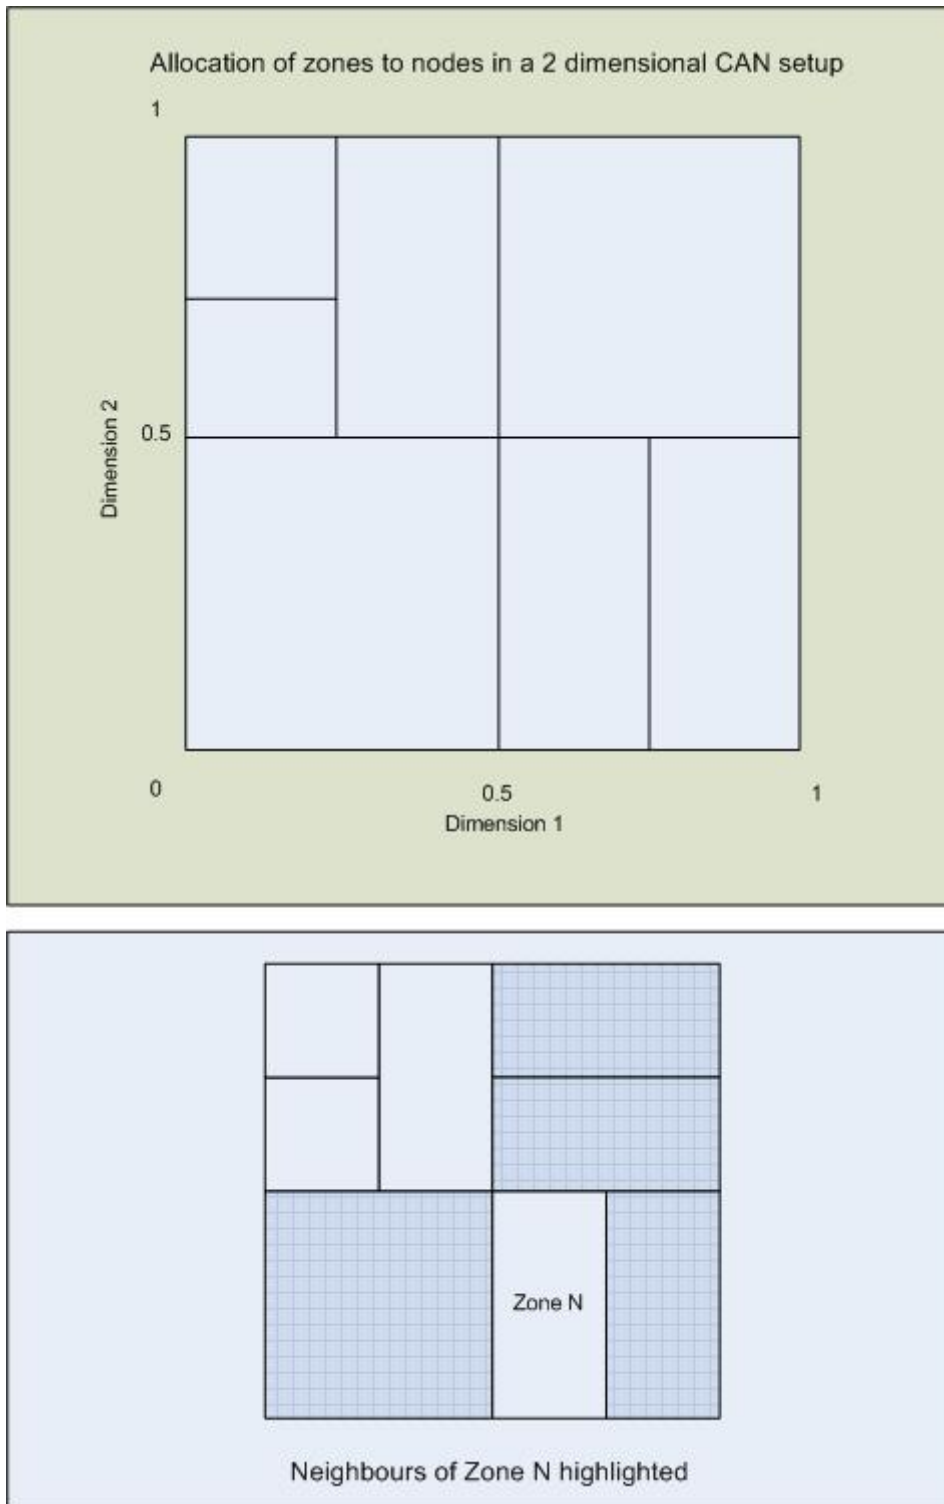 Allocation of zones to nodes in a 2 dimensional CAN setup
1
Dimension 2
0.5
0
0.5
1
Dimension 1
Zone N
Neighbours of Zone N highlighted